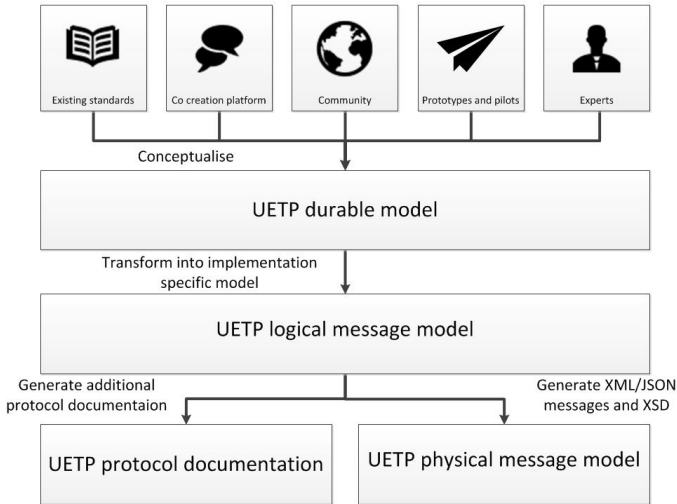 Existing standards
Co creation platform
Community
Prototypes and pilots
Experts
Conceptualise
UETP durable model
Transform into implementation
specific model
UETP logical message model
Generate additional
protocol documentaion
Generate XML/JSON
messages and XSD
UETP protocol documentation
UETP physical message model